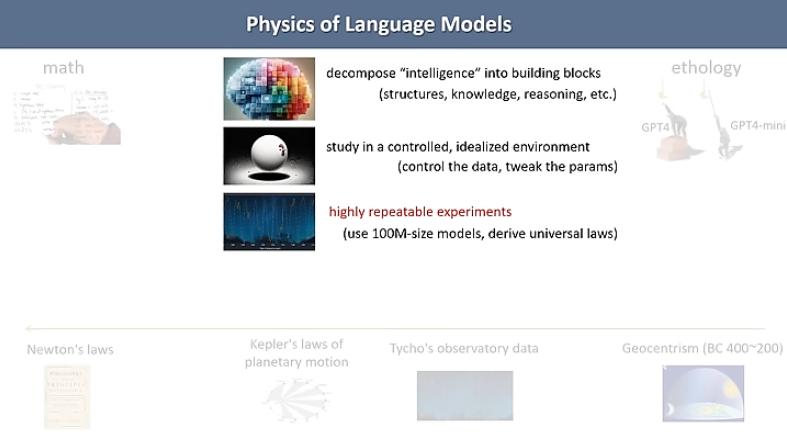 Physics of Language Models
math
decompose “intelligence” into building blocks
(structures, knowledge, reasoning, etc.)
ethology
GPT4
GPT4-mini
study in a controlled, idealized environment
(control the data, tweak the params)
highly repeatable experiments
(use 100M-size models, derive universal laws)
Newton's laws
Kepler's laws of
planetary motion
Tycho's observatory data
Geocentrism (BC 400~200)